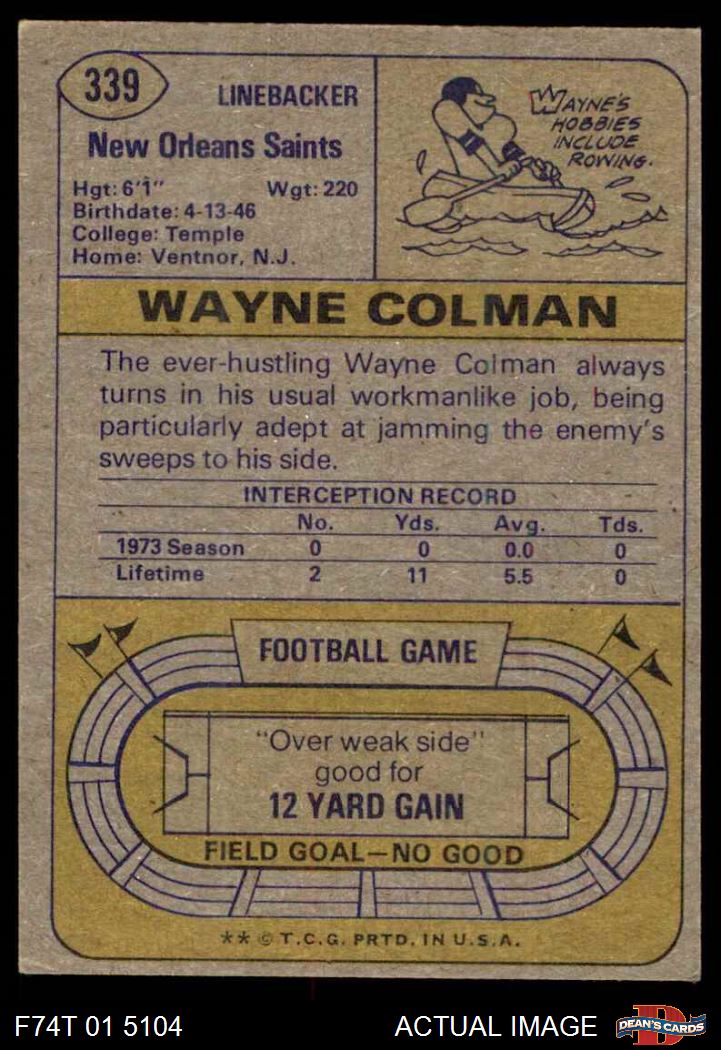 339
LINEBACKER
New Orleans Saints
Hgt: 6'1" Wgt: 220
Birthdate: 4-13-46
College: Temple
Home: Ventnor, N.J.
WAYNE'S
HOBBIES
INCLUDE
ROWING.
WAYNE COLMAN
The ever-hustling Wayne Colman always
turns in his usual workmanlike job, being
particularly adept at jamming the enemy's
sweeps to his side.
INTERCEPTION RECORD
No. Yds. Avg. Tds.
1973 Season 0 0 0.0 0
Lifetime 2 11 5.5 0
FOOTBALL GAME
"Over weak side"
good for
12 YARD GAIN
FIELD GOAL—NO GOOD
** © T.C.G. PRTD. IN U.S.A.
F74T 01 5104 ACTUAL IMAGE
D
DEAN'S CARDS